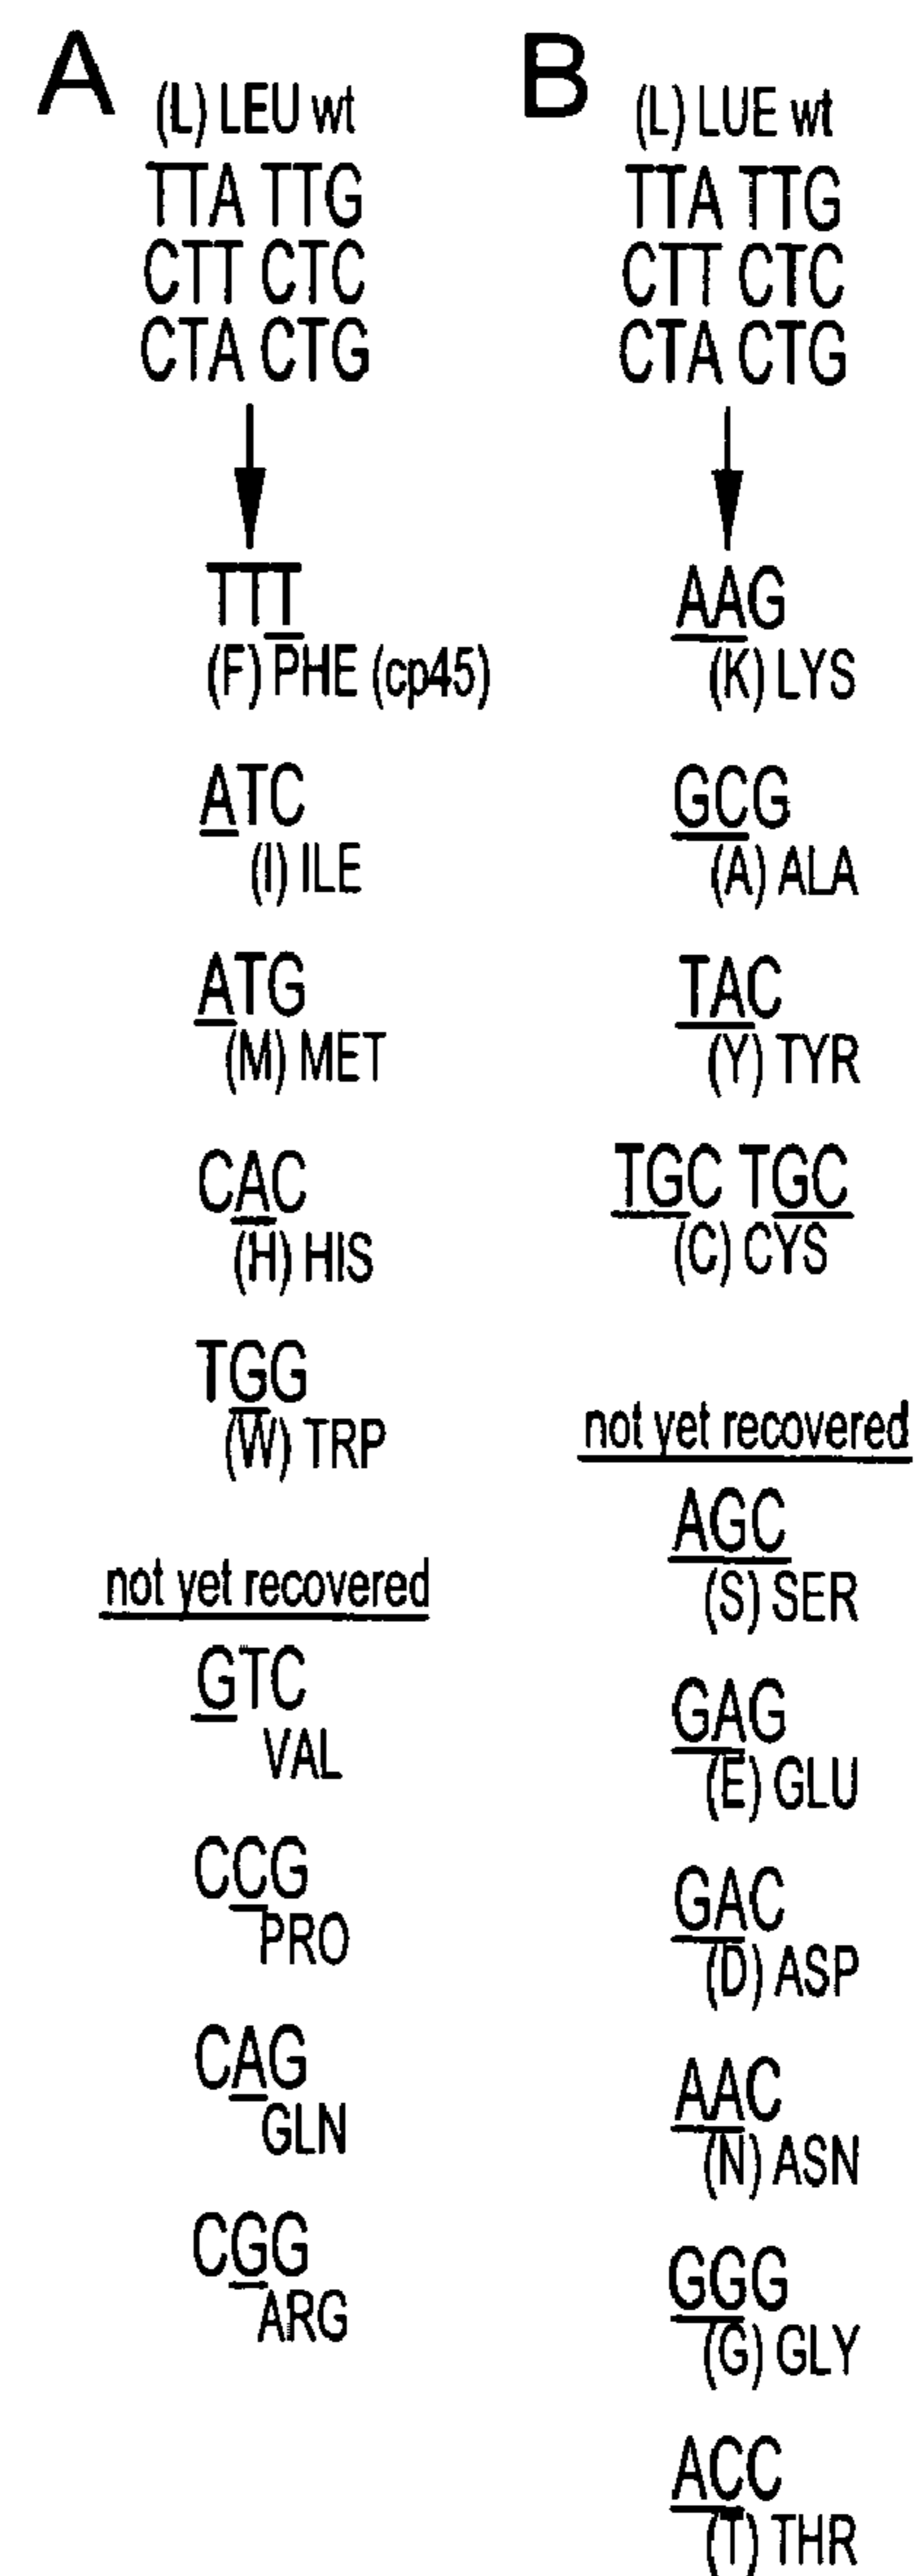 A
(L) LEU wt
TTA TTG
CTT CTC
CTA CTG
TTT
(F) PHE (cp45)
ATC
(I) ILE
ATG
(M) MET
CAC
(H) HIS
TGG
(W) TRP
not yet recovered
GTC
VAL
CCG
PRO
CAG
GLN
CGG
ARG
B
(L) LUE wt
TTA TTG
CTT CTC
CTA CTG
AAG
(K) LYS
GCG
(A) ALA
TAC
(Y) TYR
TGC TGC
(C) CYS
not yet recovered
AGC
(S) SER
GAG
(E) GLU
GAC
(D) ASP
AAC
(N) ASN
GGG
(G) GLY
ACC
(T) THR